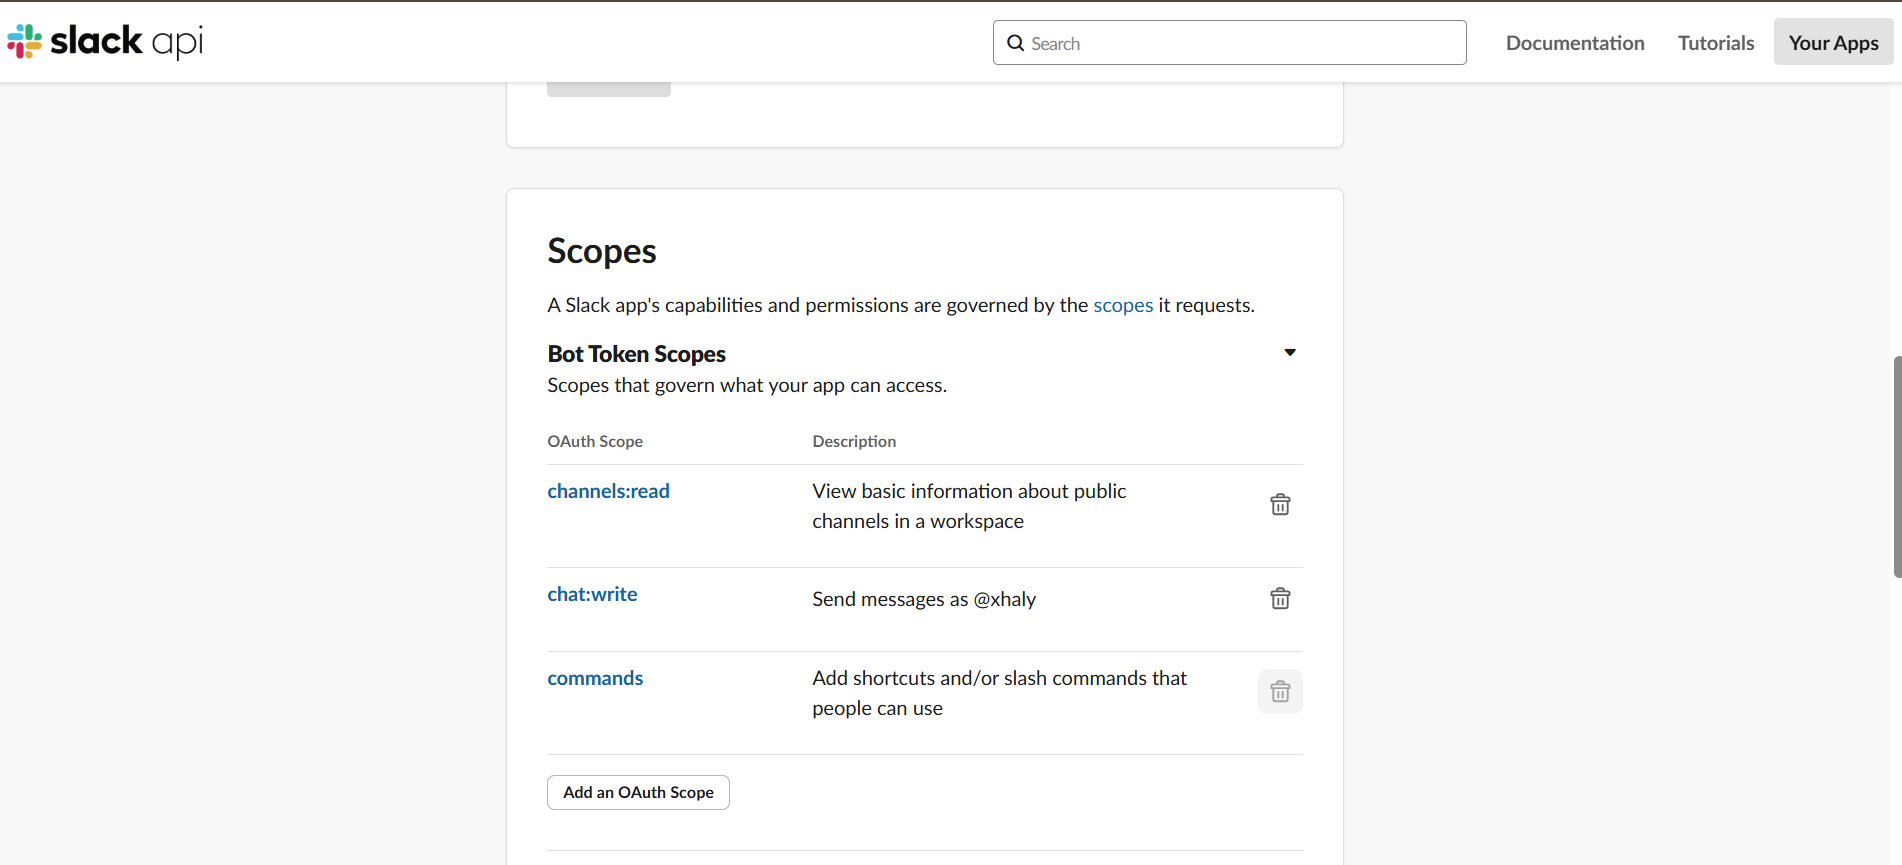 slack api
Search
Documentation
Tutorials
Your Apps
Scopes
A Slack app's capabilities and permissions are governed by the scopes it requests.
Bot Token Scopes
Scopes that govern what your app can access.
OAuth Scope
Description
channels:read
View basic information about public
channels in a workspace
chat:write
Send messages as @xhaly
commands
Add shortcuts and/or slash commands that
people can use
Add an OAuth Scope